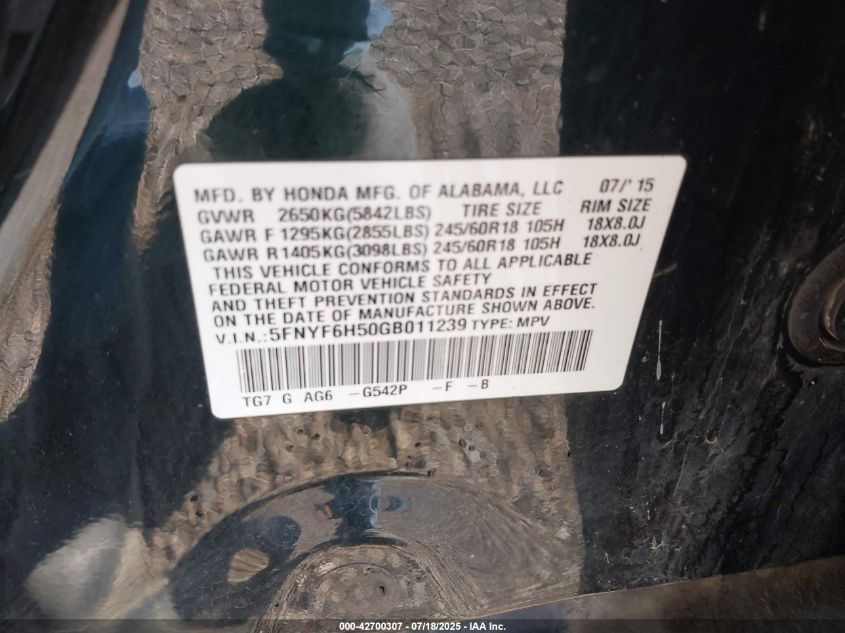 MFD. BY HONDA MFG. OF ALABAMA, LLC 07/'15
GVWR 2650KG(5842LBS) TIRE SIZE RIM SIZE
GAWR F 1295KG(2855LBS) 245/60R18 105H 18X8.0J
GAWR R1405KG(3098LBS) 245/60R18 105H 18X8.0J
THIS VEHICLE CONFORMS TO ALL APPLICABLE
FEDERAL MOTOR VEHICLE SAFETY
AND THEFT PREVENTION STANDARDS IN EFFECT
ON THE DATE OF MANUFACTURE SHOWN ABOVE.
V.I.N.:5FNYF6H50GB011239 TYPE: MPV
TG7 G AG6 -G542P -F -B
000-42700307 - 07/18/2025 - IAA Inc.